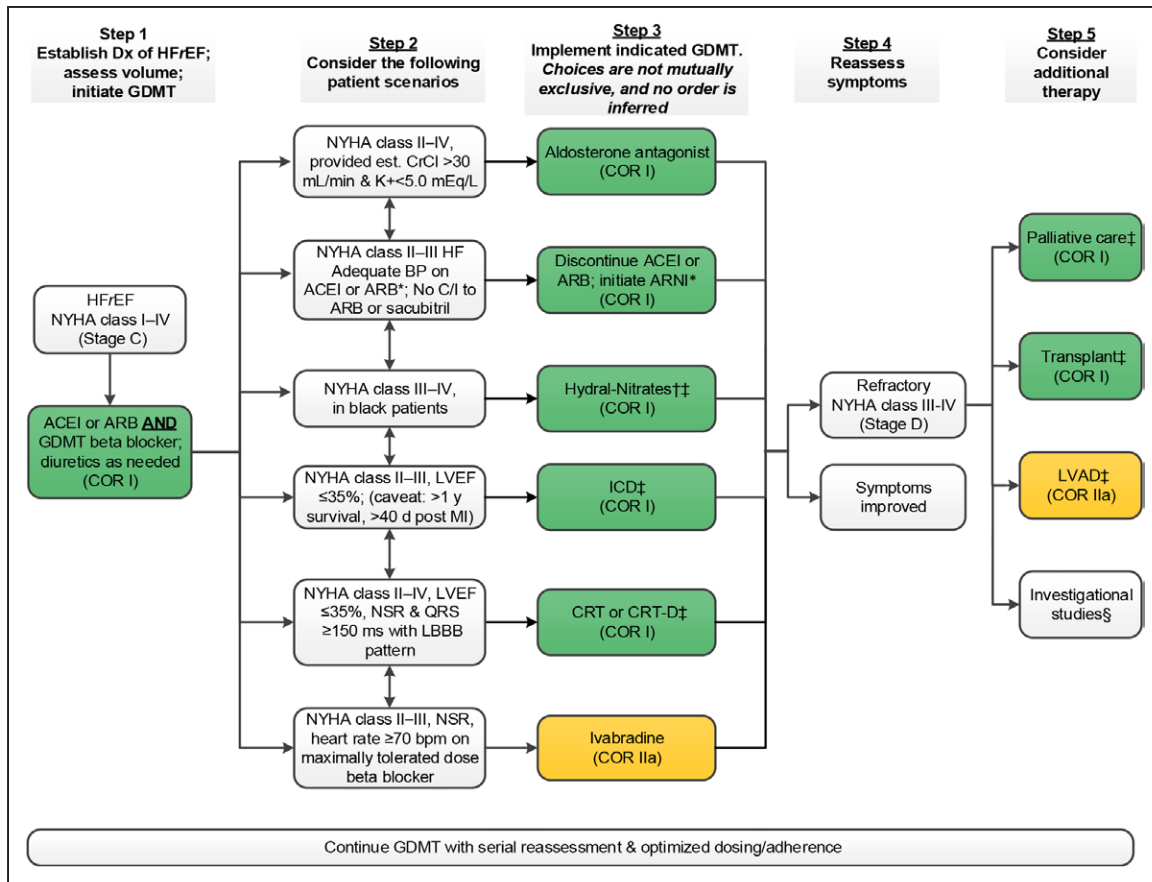 Step 1
Establish Dx of HFrEF;
assess volume;
initiate GDMT
Step 2
Consider the following
patient scenarios
Step 3
Implement indicated GDMT.
Choices are not mutually
exclusive, and no order is
inferred
Step 4
Reassess
symptoms
Step 5
Consider
additional
therapy
HFrEF
NYHA class I–IV
(Stage C)
ACEI or ARB AND
GDMT beta blocker;
diuretics as needed
(COR I)
NYHA class II–IV,
provided est. CrCl >30
mL/min & K+<5.0 mEq/L
NYHA class II–III HF
Adequate BP on
ACEI or ARB*; No C/I to
ARB or sacubitril
NYHA class III–IV,
in black patients
NYHA class II–III, LVEF
≤35%; (caveat: >1 y
survival, >40 d post MI)
NYHA class II–IV, LVEF
≤35%, NSR & QRS
≥150 ms with LBBB
pattern
NYHA class II–III, NSR,
heart rate ≥70 bpm on
maximally tolerated dose
beta blocker
Aldosterone antagonist
(COR I)
Discontinue ACEI or
ARB; initiate ARNI*
(COR I)
Hydral-Nitrates†‡
(COR I)
ICD‡
(COR I)
CRT or CRT-D‡
(COR I)
Ivabradine
(COR IIa)
Refractory
NYHA class III-IV
(Stage D)
Symptoms
improved
Palliative care‡
(COR I)
Transplant‡
(COR I)
LVAD‡
(COR IIa)
Investigational
studies§
Continue GDMT with serial reassessment & optimized dosing/adherence